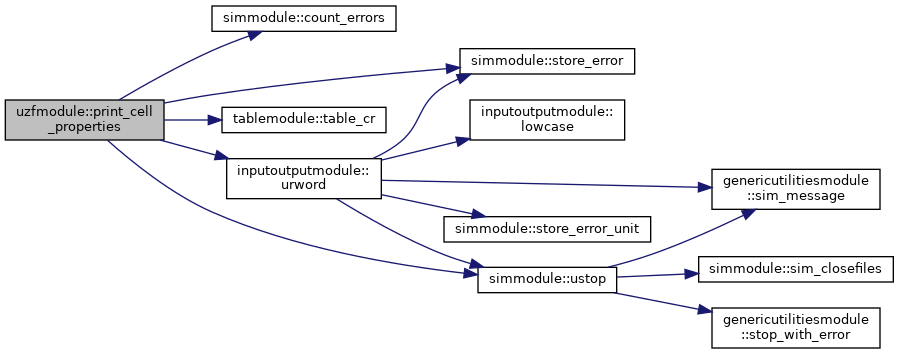 simmodule::count_errors
simmodule::store_error
uzfmodule::print_cell
_properties
tablemodule::table_cr
inputoutputmodule::
lowcase
inputoutputmodule::
urword
genericutilitiesmodule
::sim_message
simmodule::store_error_unit
simmodule::ustop
simmodule::sim_closefiles
genericutilitiesmodule
::stop_with_error